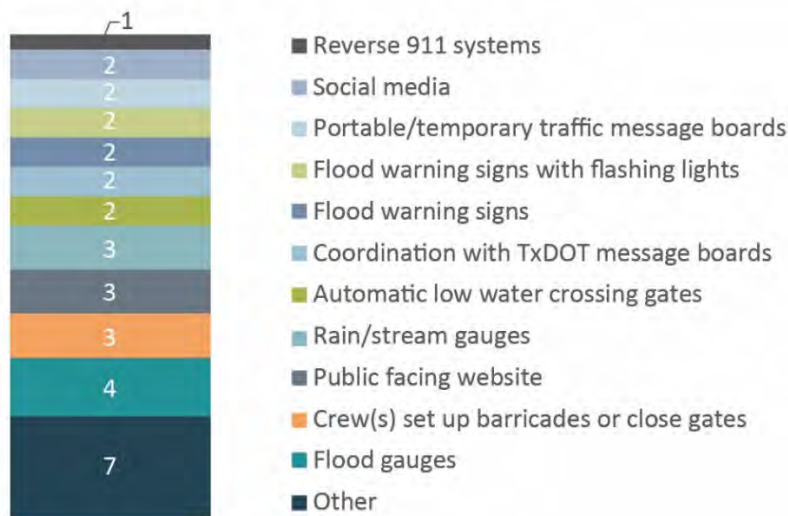 1
2
2
2
2
2
2
3
3
3
4
7
Reverse 911 systems
Social media
Portable/temporary traffic message boards
Flood warning signs with flashing lights
Flood warning signs
Coordination with TxDOT message boards
Automatic low water crossing gates
Rain/stream gauges
Public facing website
Crew(s) set up barricades or close gates
Flood gauges
Other